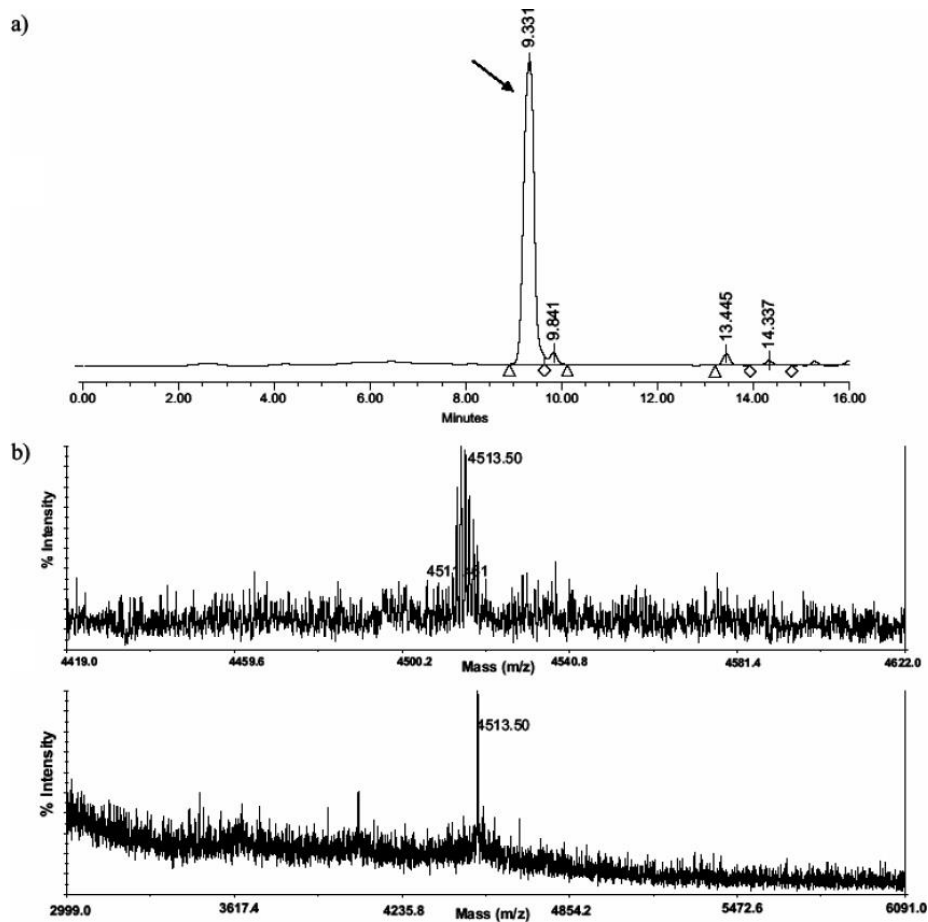 a)
9.331
9.841
13.445
14.337
0.00 2.00 4.00 6.00 8.00 10.00 12.00 14.00 16.00
Minutes
b)
% Intensity
4513.50
4419.0 4459.6 4500.2 4540.8 4581.4 4622.0
Mass (m/z)
% Intensity
4513.50
2999.0 3617.4 4235.8 4854.2 5472.6 6091.0
Mass (m/z)